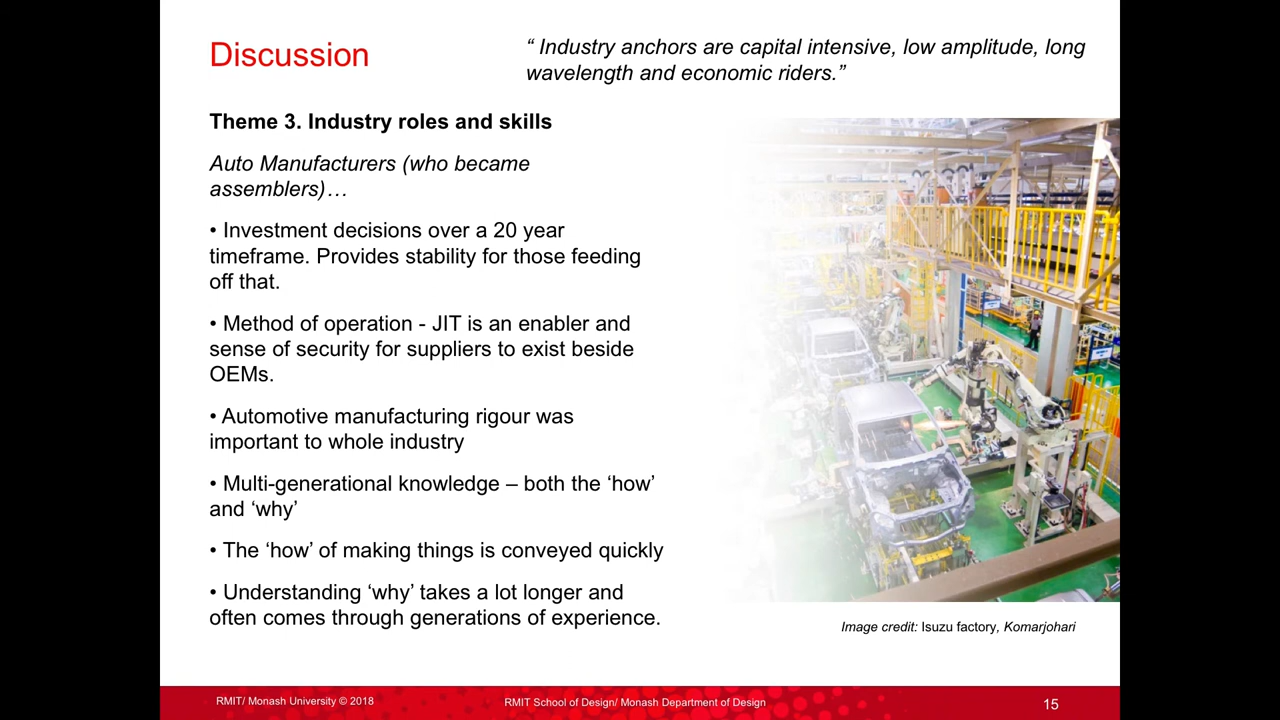 Discussion
“ Industry anchors are capital intensive, low amplitude, long
wavelength and economic riders.”
Theme 3. Industry roles and skills
Auto Manufacturers (who became
assemblers)…
• Investment decisions over a 20 year
timeframe. Provides stability for those feeding
off that.
• Method of operation - JIT is an enabler and
sense of security for suppliers to exist beside
OEMs.
• Automotive manufacturing rigour was
important to whole industry
• Multi-generational knowledge – both the ‘how’
and ‘why’
• The ‘how’ of making things is conveyed quickly
• Understanding ‘why’ takes a lot longer and
often comes through generations of experience.
Image credit: Isuzu factory, Komarjohari
RMIT/ Monash University © 2018
RMIT School of Design/ Monash Department of Design
15